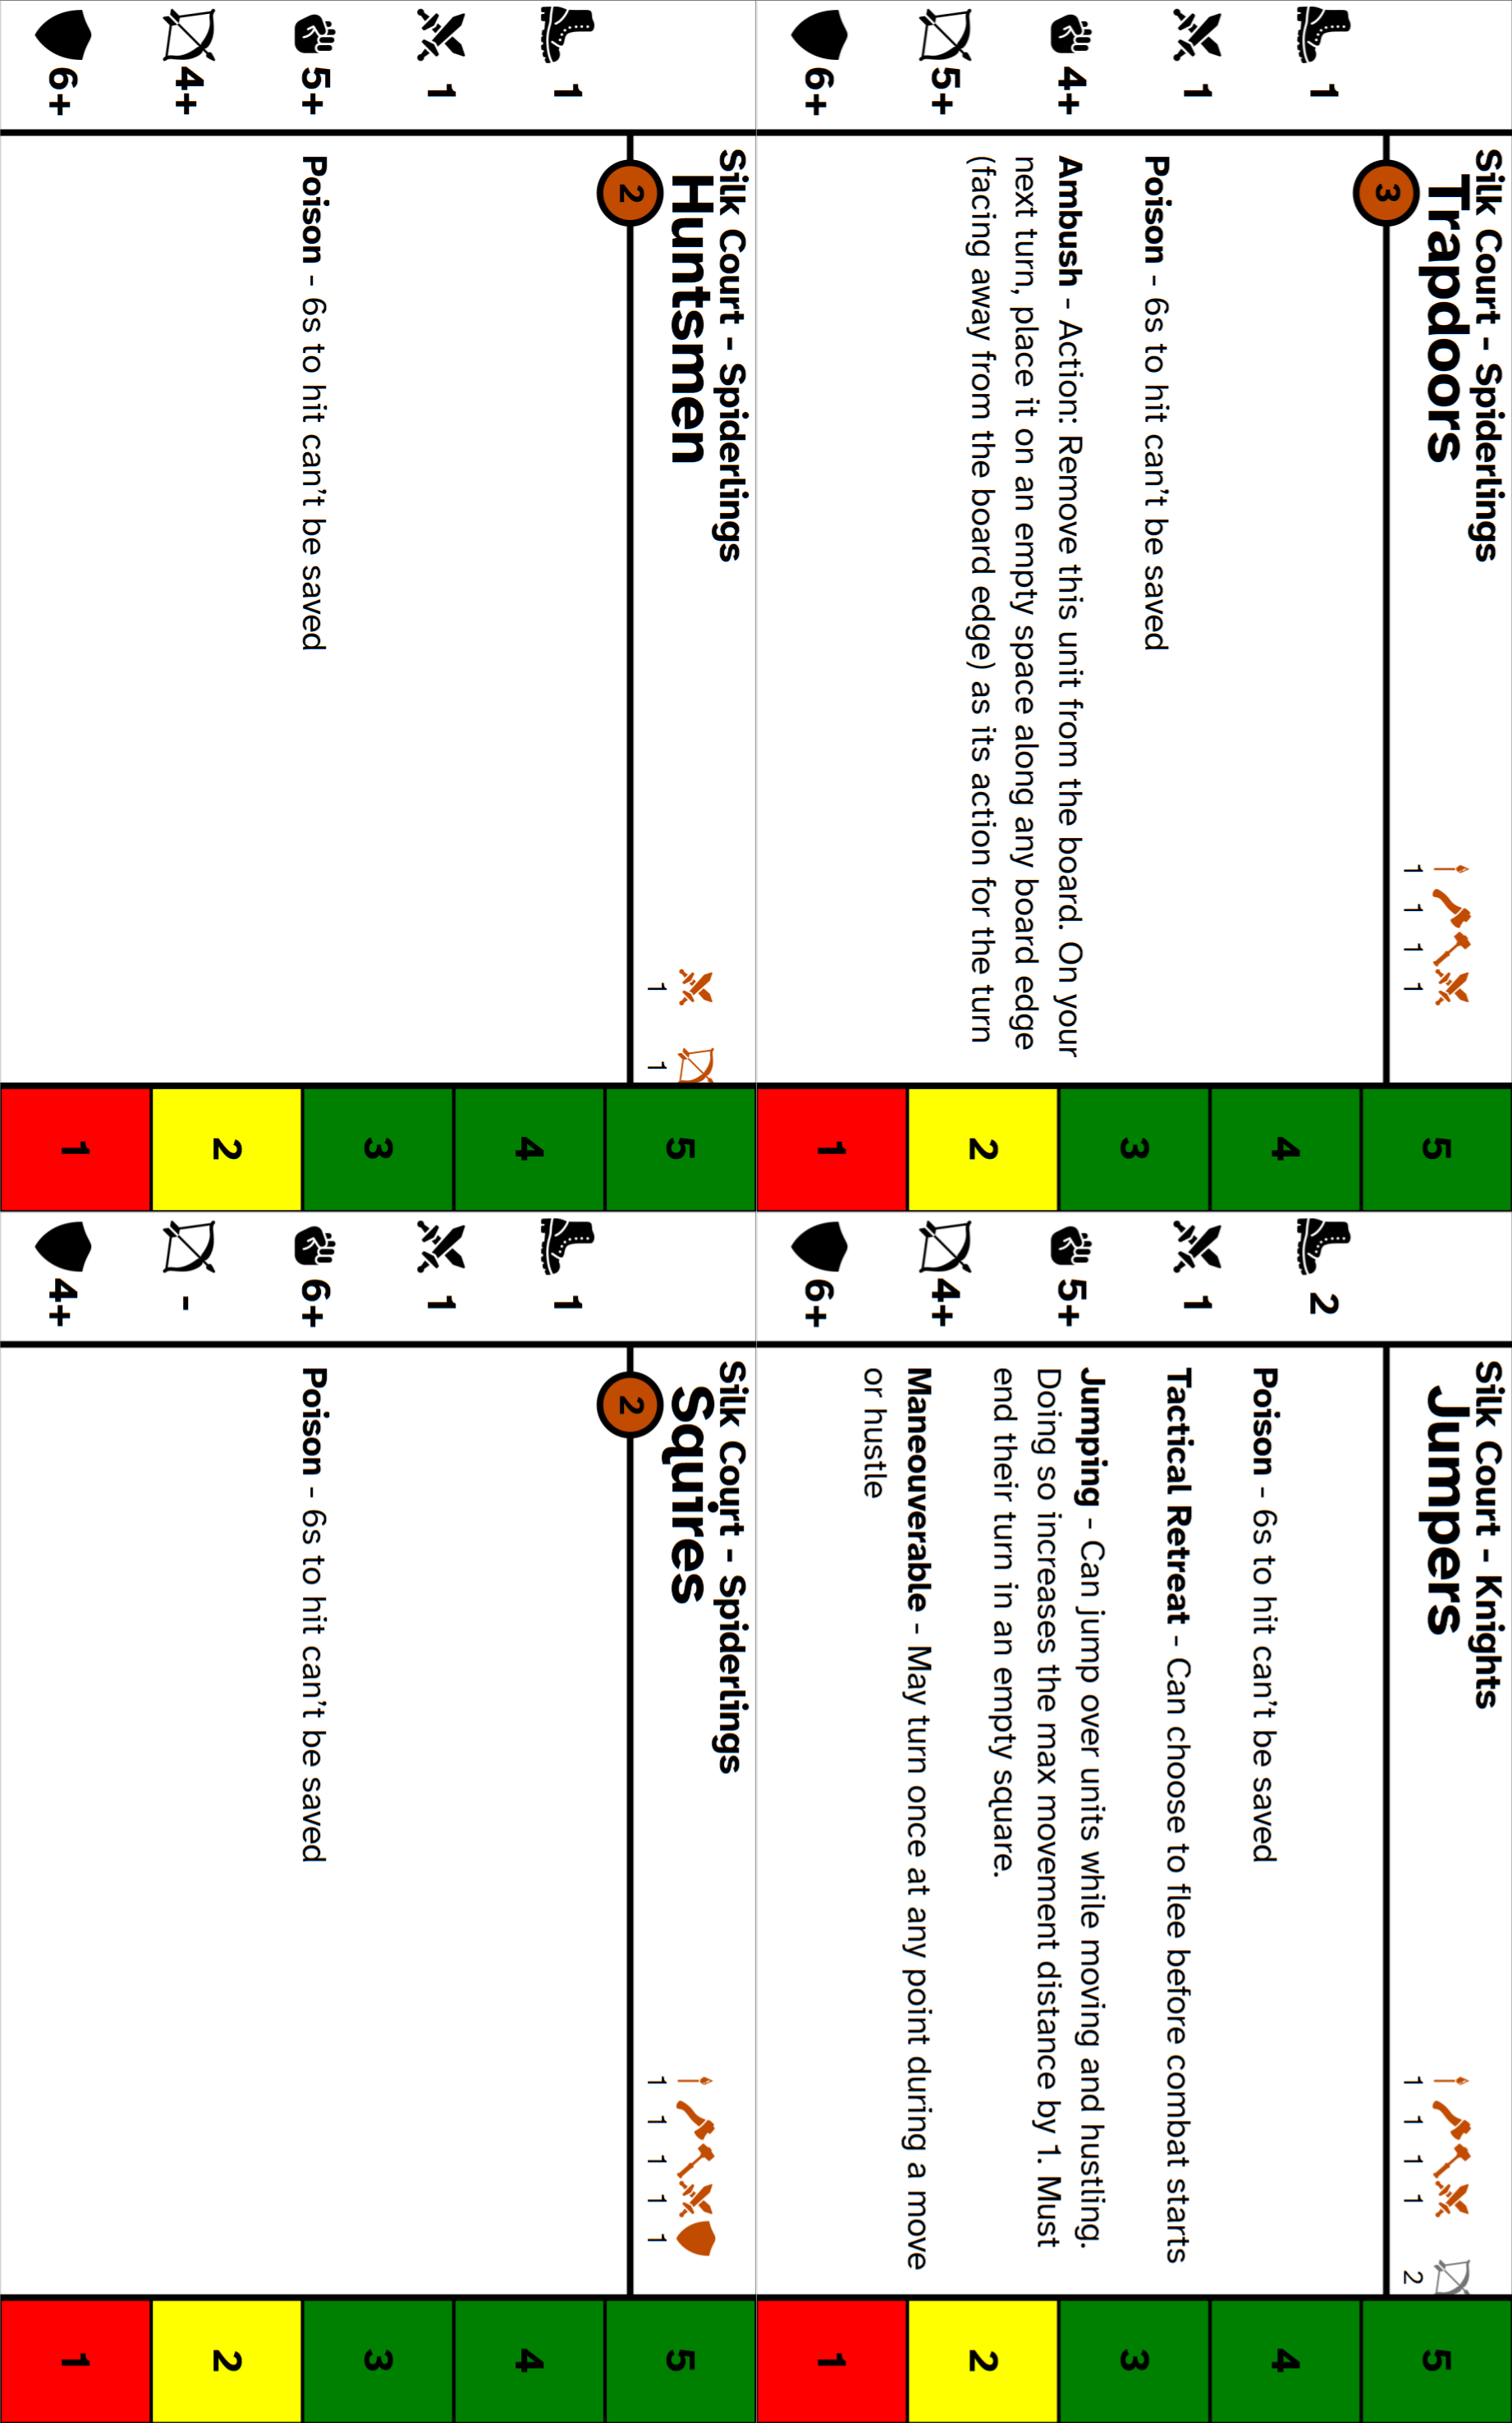 Silk Court - Spiderlings
Trapdoors
1 1 1 1
3
1
1
4+
5+
6+
Poison - 6s to hit can't be saved
Ambush - Action: Remove this unit from the board. On your
next turn, place it on an empty space along any board edge
(facing away from the board edge) as its action for the turn
5
4
3
2
1
Silk Court - Knights
Jumpers
1 1 1 1 2
2
1
5+
4+
6+
Poison - 6s to hit can't be saved
Tactical Retreat - Can choose to flee before combat starts
Jumping - Can jump over units while moving and hustling.
Doing so increases the max movement distance by 1. Must
end their turn in an empty square.
Maneouverable - May turn once at any point during a move
or hustle
5
4
3
2
1
Silk Court - Spiderlings
Huntsmen
1 1
2
1
1
5+
4+
6+
Poison - 6s to hit can't be saved
5
4
3
2
1
Silk Court - Spiderlings
Squires
1 1 1 1 1
2
1
1
6+
-
4+
Poison - 6s to hit can't be saved
5
4
3
2
1